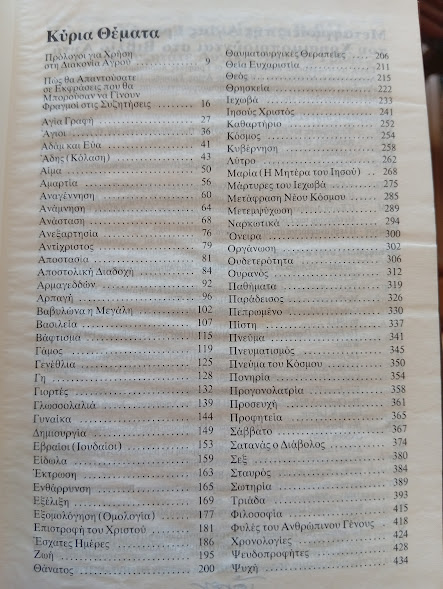 Κύρια Θέματα
Πρόλογοι για Χρήση
στη Διακονία Αγρού 9
Πώς θα Απαντούσατε
σε Εκφράσεις που θα
Μπορούσαν να Γίνουν
Φραγμοί στις Συζητήσεις 16
Αγία Γραφή 27
Άγιοι 36
Αδάμ και Εύα 41
Άδης (Κόλαση) 43
Αίμα 50
Αμαρτία 56
Αναγέννηση 60
Ανάμνηση 64
Ανάσταση 68
Ανεξαρτησία 76
Αντίχριστος 79
Αποστασία 81
Αποστολική Διαδοχή 84
Αρμαγεδδών 92
Αρπαγή 96
Βαβυλώνα η Μεγάλη 102
Βασιλεία 107
Βάφτισμα 115
Γάμος 119
Γενέθλια 125
Γη 128
Γιορτές 132
Γλωσσολαλιά 139
Γυναίκα 144
Δημιουργία 149
Εβραίοι (Ιουδαίοι) 153
Είδωλα 159
Έκτρωση 163
Ενθάρρυνση 165
Εξέλιξη 169
Εξομολόγηση (Ομολογία) 177
Επιστροφή του Χριστού 181
Έσχατες Ημέρες 186
Ζωή 195
Θάνατος 200
Θαυματουργικές Θεραπείες 206
Θεία Ευχαριστία 211
Θεός 215
Θρησκεία 222
Ιεχωβά 233
Ιησούς Χριστός 241
Καθαρτήριο 252
Κόσμος 254
Κυβέρνηση 258
Λύτρο 262
Μαρία (Η Μητέρα του Ιησού) 268
Μάρτυρες του Ιεχωβά 275
Μετάφραση Νέου Κόσμου 285
Μετεμψύχωση 289
Ναρκωτικά 294
Όνειρα 300
Οργάνωση 302
Ουδετερότητα 306
Ουρανός 312
Παθήματα 319
Παράδεισος 326
Πεπρωμένο 330
Πίστη 337
Πνεύμα 341
Πνευματισμός 345
Πνεύμα του Κόσμου 350
Πονηρία 354
Προγονολατρία 358
Προσευχή 361
Προφητεία 365
Σάββατο 367
Σατανάς ο Διάβολος 374
Σεξ 380
Σταυρός 384
Σωτηρία 389
Τριάδα 393
Φιλοσοφία 415
Φυλές του Ανθρώπινου Γένους 418
Χρονολογίες 424
Ψευδοπροφήτες 428
Ψυχή 434